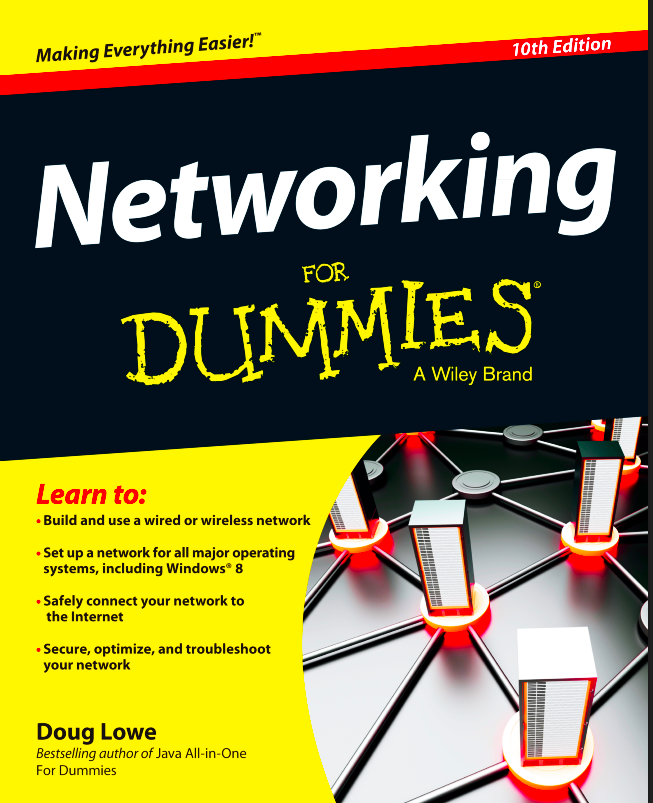 Making Everything Easier!™
10th Edition
Networking
FOR
DUMMIES®
A Wiley Brand
Learn to:
• Build and use a wired or wireless network
• Set up a network for all major operating
systems, including Windows® 8
• Safely connect your network to
the Internet
• Secure, optimize, and troubleshoot
your network
Doug Lowe
Bestselling author of Java All-in-One
For Dummies